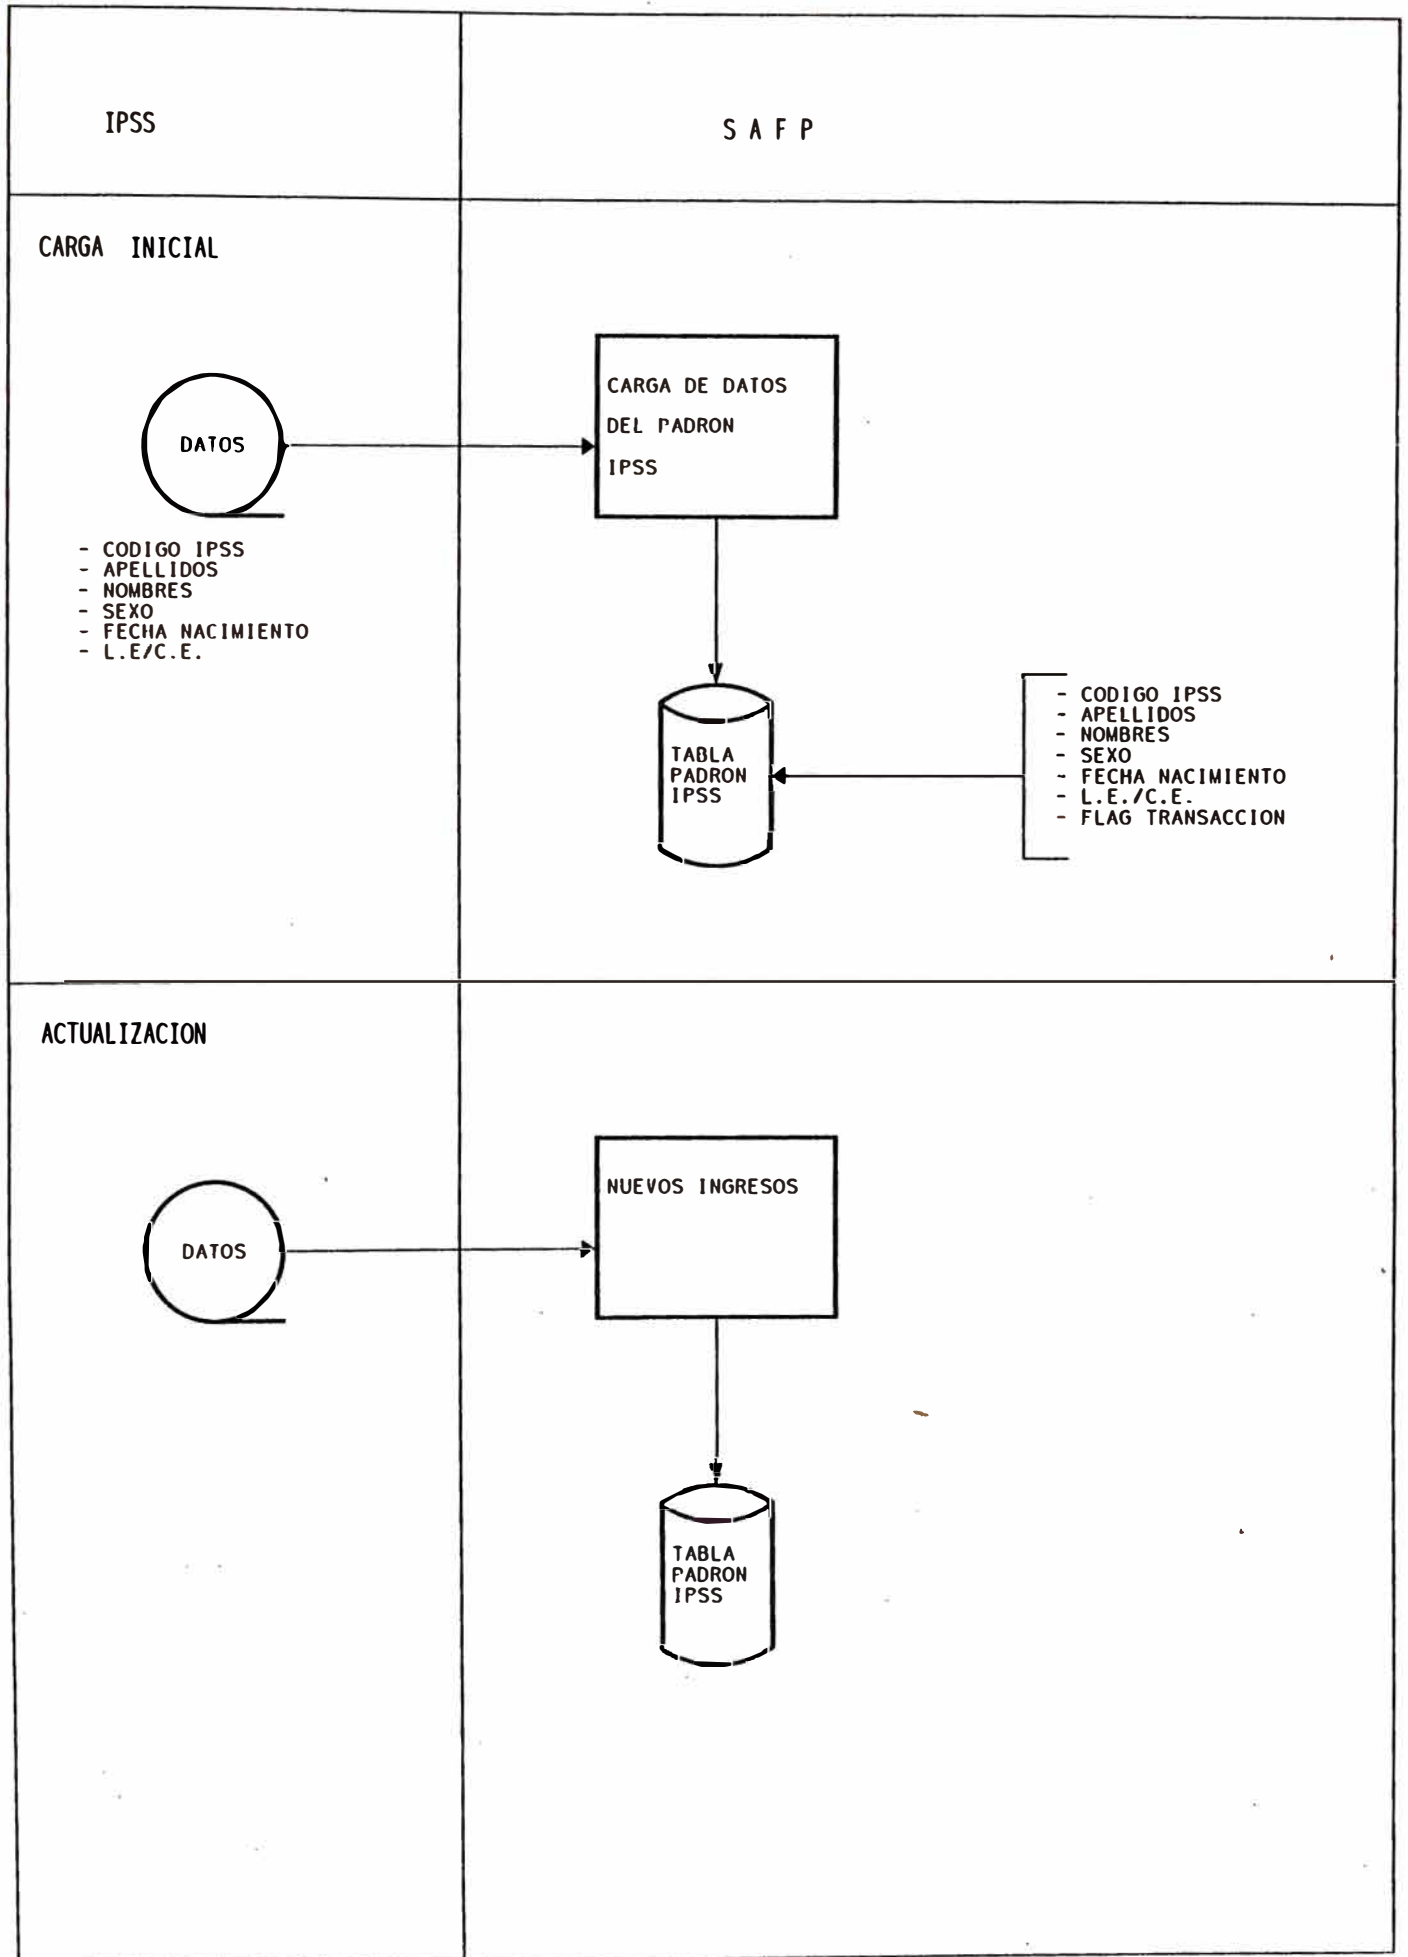 IPSS
S A F P
CARGA INICIAL
DATOS
- CODIGO IPSS
- APELLIDOS
- NOMBRES
- SEXO
- FECHA NACIMIENTO
- L.E/C.E.
CARGA DE DATOS
DEL PADRON
IPSS
TABLA
PADRON
IPSS
- CODIGO IPSS
- APELLIDOS
- NOMBRES
- SEXO
- FECHA NACIMIENTO
- L.E./C.E.
- FLAG TRANSACCION
ACTUALIZACION
DATOS
NUEVOS INGRESOS
TABLA
PADRON
IPSS